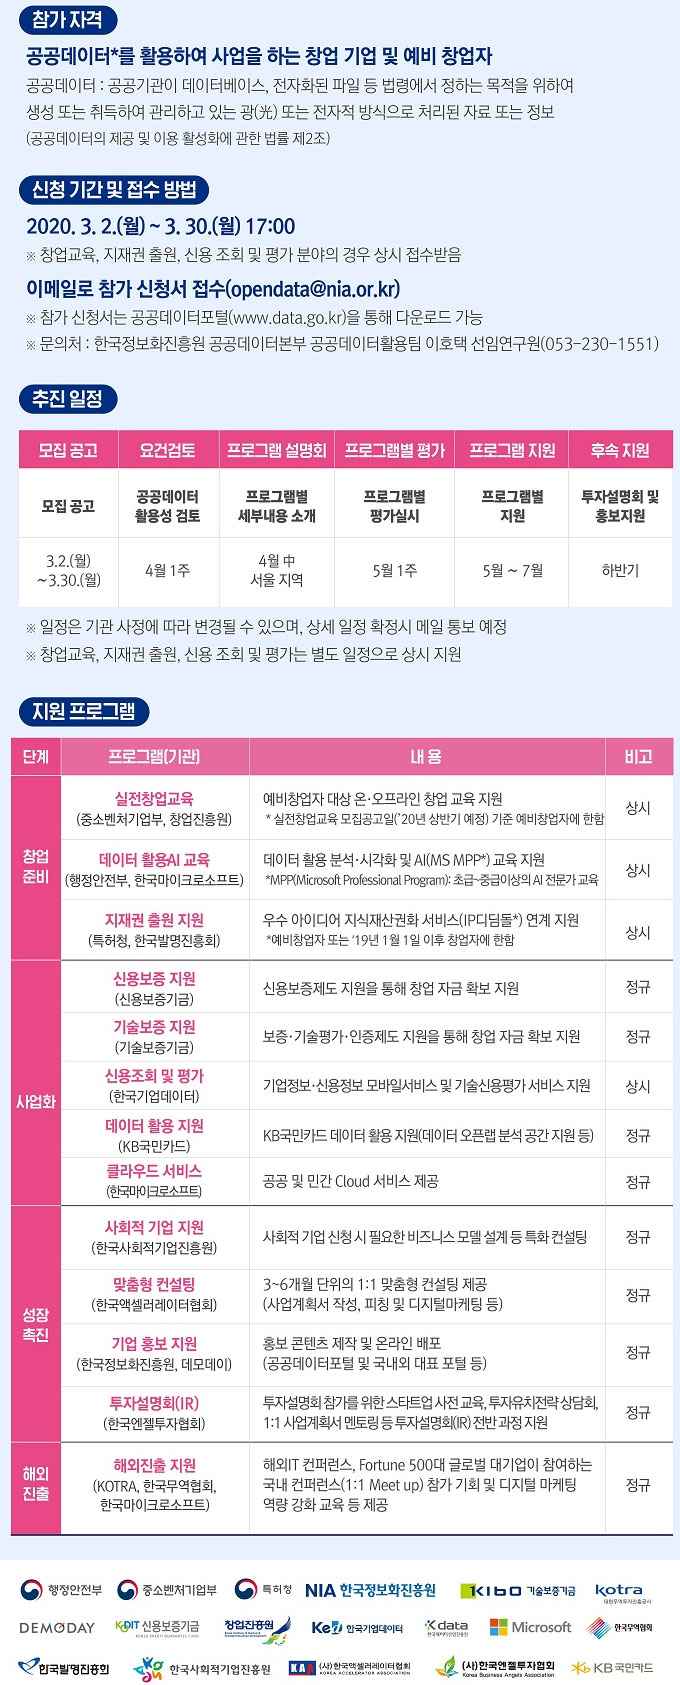 참가 자격
공공데이터*를 활용하여 사업을 하는 창업 기업 및 예비 창업자
공공데이터 : 공공기관이 데이터베이스, 전자화된 파일 등 법령에서 정하는 목적을 위하여
생성 또는 취득하여 관리하고 있는 광(光) 또는 전자적 방식으로 처리된 자료 또는 정보
(공공데이터의 제공 및 이용 활성화에 관한 법률 제2조)
신청 기간 및 접수 방법
2020. 3. 2.(월) ~ 3. 30.(월) 17:00
※ 창업교육, 지재권 출원, 신용 조회 및 평가 분야의 경우 상시 접수받음
이메일로 참가 신청서 접수(opendata@nia.or.kr)
※ 참가 신청서는 공공데이터포털(www.data.go.kr)을 통해 다운로드 가능
※ 문의처 : 한국정보화진흥원 공공데이터본부 공공데이터활용팀 이호택 선임연구원(053-230-1551)
추진 일정
모집 공고 요건검토 프로그램 설명회 프로그램별 평가 프로그램 지원 후속 지원
모집 공고
공공데이터
활용성 검토
프로그램별
세부내용 소개
프로그램별
평가실시
프로그램별
지원
투자설명회 및
홍보지원
3.2.(월)
~3.30.(월)
4월 1주
4월 中
서울 지역
5월 1주
5월 ~ 7월
하반기
※ 일정은 기관 사정에 따라 변경될 수 있으며, 상세 일정 확정시 메일 통보 예정
※ 창업교육, 지재권 출원, 신용 조회 및 평가는 별도 일정으로 상시 지원
지원 프로그램
단계 프로그램(기관) 내 용 비고
창업
준비
실전창업교육
(중소벤처기업부, 창업진흥원)
예비창업자 대상 온·오프라인 창업 교육 지원
* 실전창업교육 모집공고일('20년 상반기 예정) 기준 예비창업자에 한함
상시
데이터 활용AI 교육
(행정안전부, 한국마이크로소프트)
데이터 활용 분석·시각화 및 AI(MS MPP*) 교육 지원
*MPP(Microsoft Professional Program): 초급~중급이상의 AI 전문가 교육
상시
지재권 출원 지원
(특허청, 한국발명진흥회)
우수 아이디어 지식재산권화 서비스(IP디딤돌*) 연계 지원
*예비창업자 또는 '19년 1월 1일 이후 창업자에 한함
상시
사업화
신용보증 지원
(신용보증기금)
신용보증제도 지원을 통해 창업 자금 확보 지원
정규
기술보증 지원
(기술보증기금)
보증·기술평가·인증제도 지원을 통해 창업 자금 확보 지원
정규
신용조회 및 평가
(한국기업데이터)
기업정보·신용정보 모바일서비스 및 기술신용평가 서비스 지원
상시
데이터 활용 지원
(KB국민카드)
KB국민카드 데이터 활용 지원(데이터 오픈랩 분석 공간 지원 등)
정규
클라우드 서비스
(한국마이크로소프트)
공공 및 민간 Cloud 서비스 제공
정규
성장
촉진
사회적 기업 지원
(한국사회적기업진흥원)
사회적 기업 신청 시 필요한 비즈니스 모델 설계 등 특화 컨설팅
정규
맞춤형 컨설팅
(한국액셀러레이터협회)
3~6개월 단위의 1:1 맞춤형 컨설팅 제공
(사업계획서 작성, 피칭 및 디지털마케팅 등)
정규
기업 홍보 지원
(한국정보화진흥원, 데모데이)
홍보 콘텐츠 제작 및 온라인 배포
(공공데이터포털 및 국내외 대표 포털 등)
정규
투자설명회(IR)
(한국엔젤투자협회)
투자설명회 참가를 위한 스타트업 사전 교육, 투자유치전략 상담회,
1:1 사업계획서 멘토링 등 투자설명회(IR) 전반 과정 지원
정규
해외
진출
해외진출 지원
(KOTRA, 한국무역협회,
한국마이크로소프트)
해외IT 컨퍼런스, Fortune 500대 글로벌 대기업이 참여하는
국내 컨퍼런스(1:1 Meet up) 참가 기회 및 디지털 마케팅
역량 강화 교육 등 제공
정규
행정안전부 중소벤처기업부 특허청 NIA 한국정보화진흥원 KIBO 기술보증기금 kotra
대한무역투자진흥공사
DEMODAY KODIT 신용보증기금 창업진흥원 KED 한국기업데이터 Kdata Microsoft 한국무역협회
KOREA CREDIT GUARANTEE FUND
한국데이터산업진흥원
한국발명진흥회 한국사회적기업진흥원 KAA (사)한국액셀러레이터협회 (사)한국엔젤투자협회 KB국민카드
KOREA ACCELERATOR ASSOCIATION
Korea Business Angels Association